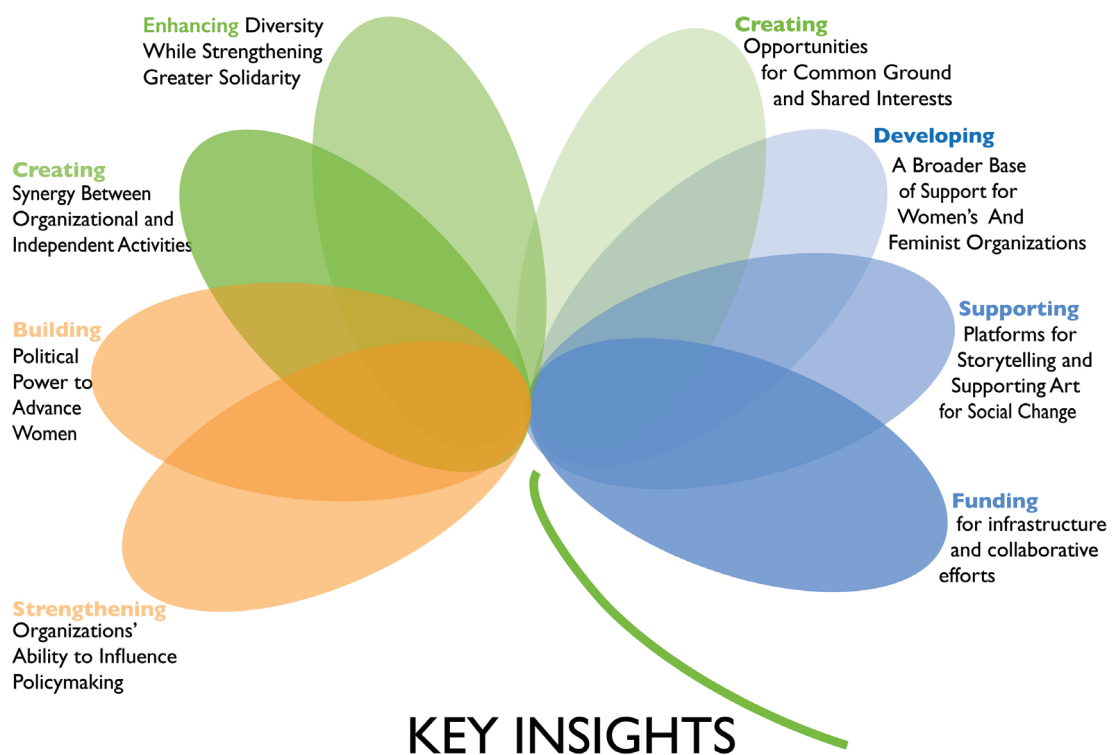 Enhancing Diversity
While Strengthening
Greater Solidarity
Creating
Opportunities
for Common Ground
and Shared Interests
Developing
A Broader Base
of Support for
Women's And
Feminist Organizations
Creating
Synergy Between
Organizational and
Independent Activities
Supporting
Platforms for
Storytelling and
Supporting Art
for Social Change
Building
Political
Power to
Advance
Women
Funding
for infrastructure
and collaborative
efforts
Strengthening
Organizations'
Ability to Influence
Policymaking
KEY INSIGHTS